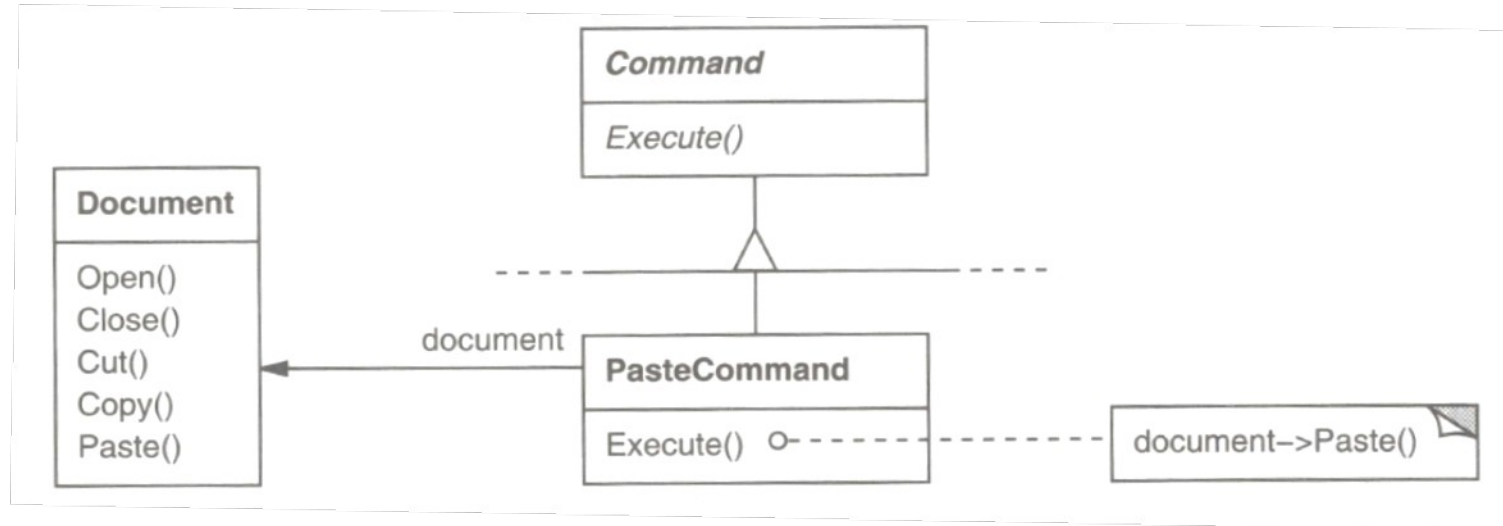 Command
Execute()
Document
Open()
Close()
Cut()
Copy()
Paste()
document
PasteCommand
Execute()
document–>Paste()